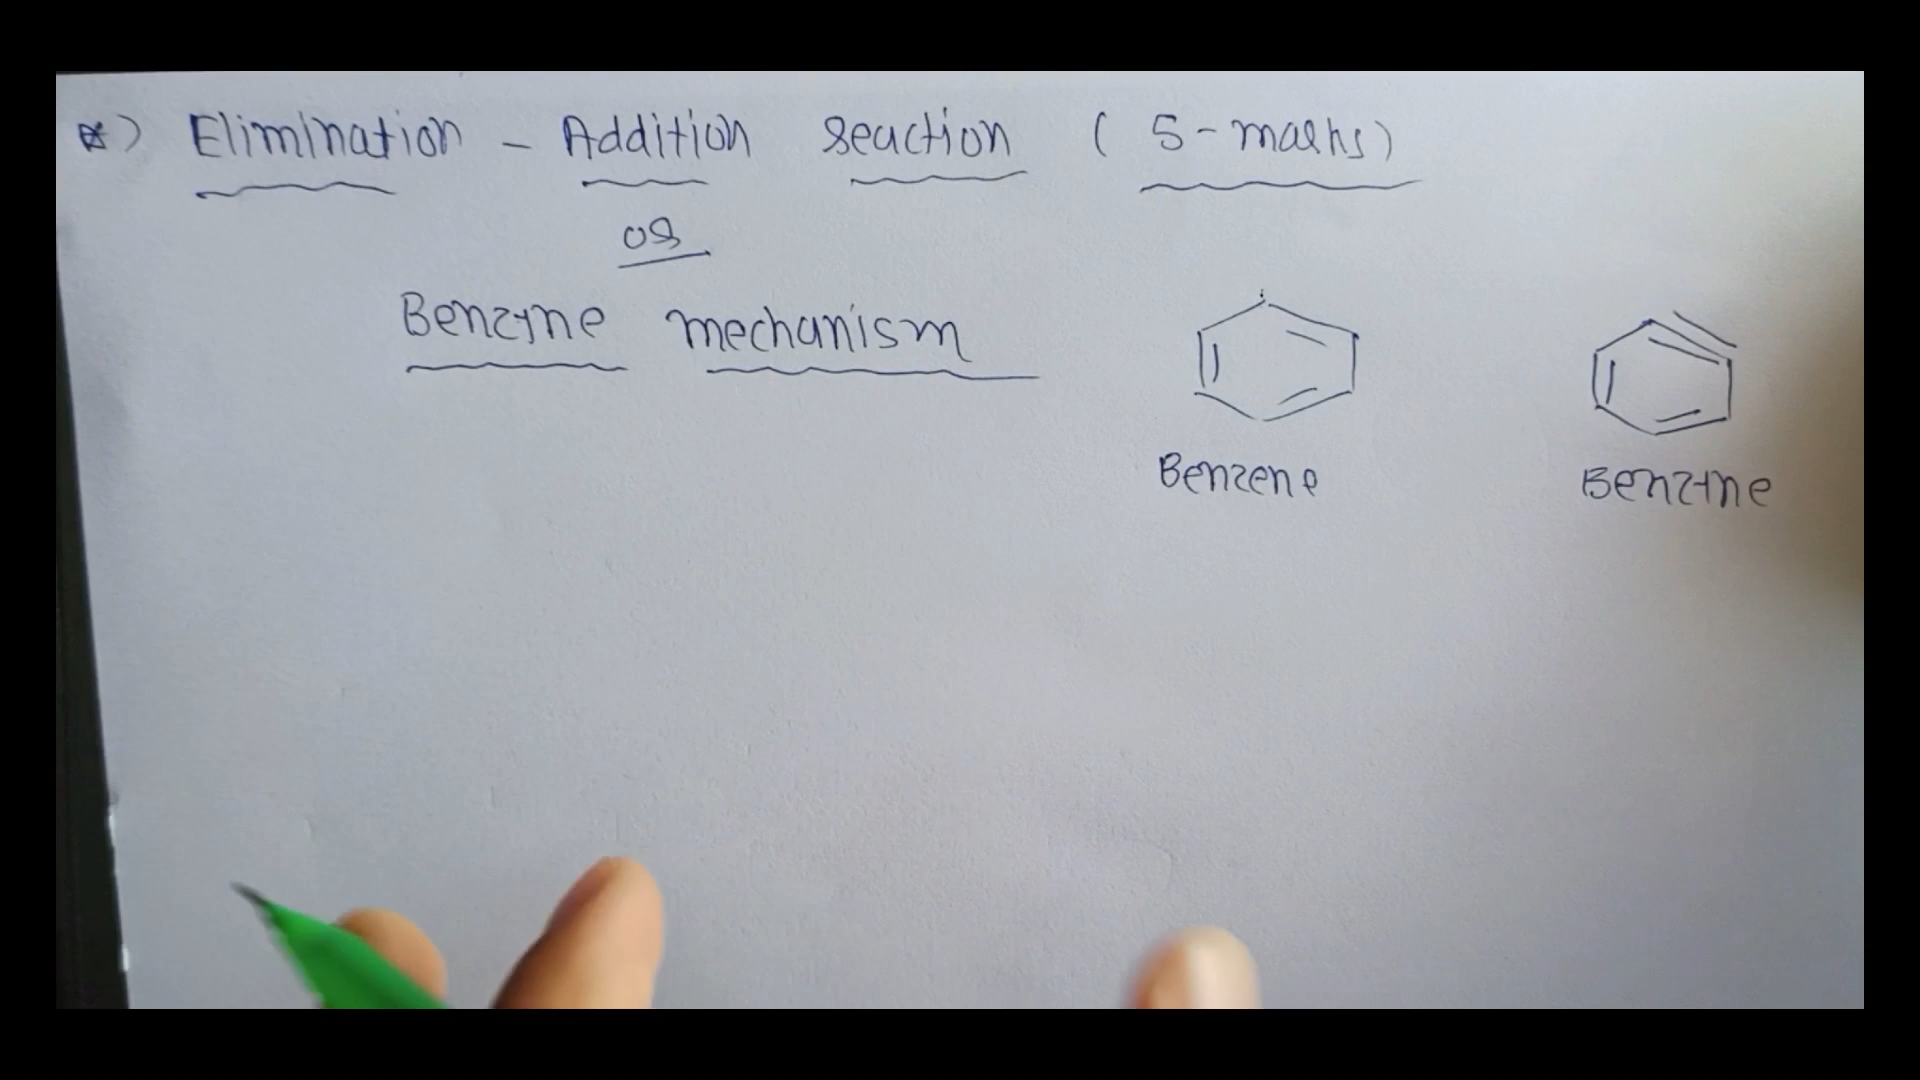 *) Elimination - Addition reaction ( 5 - marks)
or
Benzyne mechanism
Benzene
Benzyne